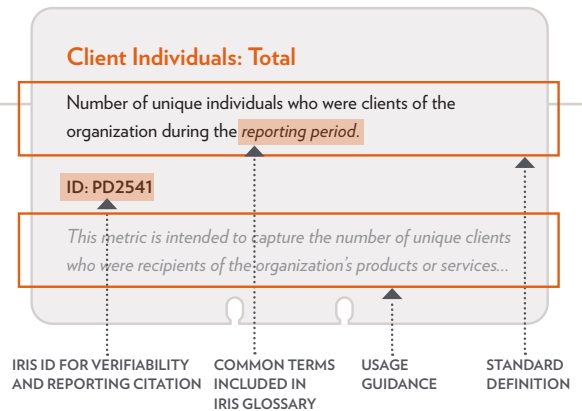 Client Individuals: Total
Number of unique individuals who were clients of the
organization during the reporting period.
ID: PD2541
This metric is intended to capture the number of unique clients
who were recipients of the organization's products or services...
IRIS ID FOR VERIFIABILITY
AND REPORTING CITATION
COMMON TERMS
INCLUDED IN
IRIS GLOSSARY
USAGE
GUIDANCE
STANDARD
DEFINITION